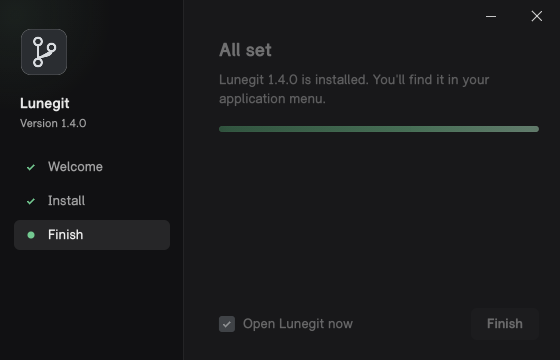 Lunegit
Version 1.4.0
Welcome
Install
Finish
All set
Lunegit 1.4.0 is installed. You'll find it in your
application menu.
Open Lunegit now
Finish